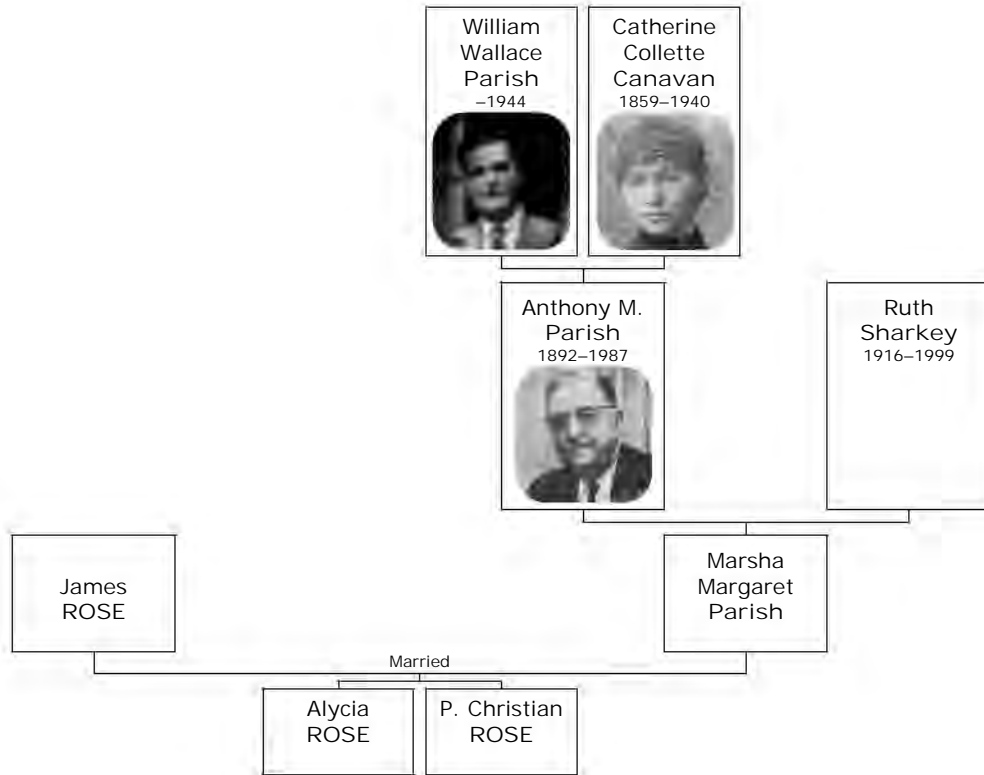 William
Wallace
Parish
–1944
Catherine
Collette
Canavan
1859–1940
Anthony M.
Parish
1892–1987
Ruth
Sharkey
1916–1999
James
ROSE
Marsha
Margaret
Parish
Married
Alycia
ROSE
P. Christian
ROSE